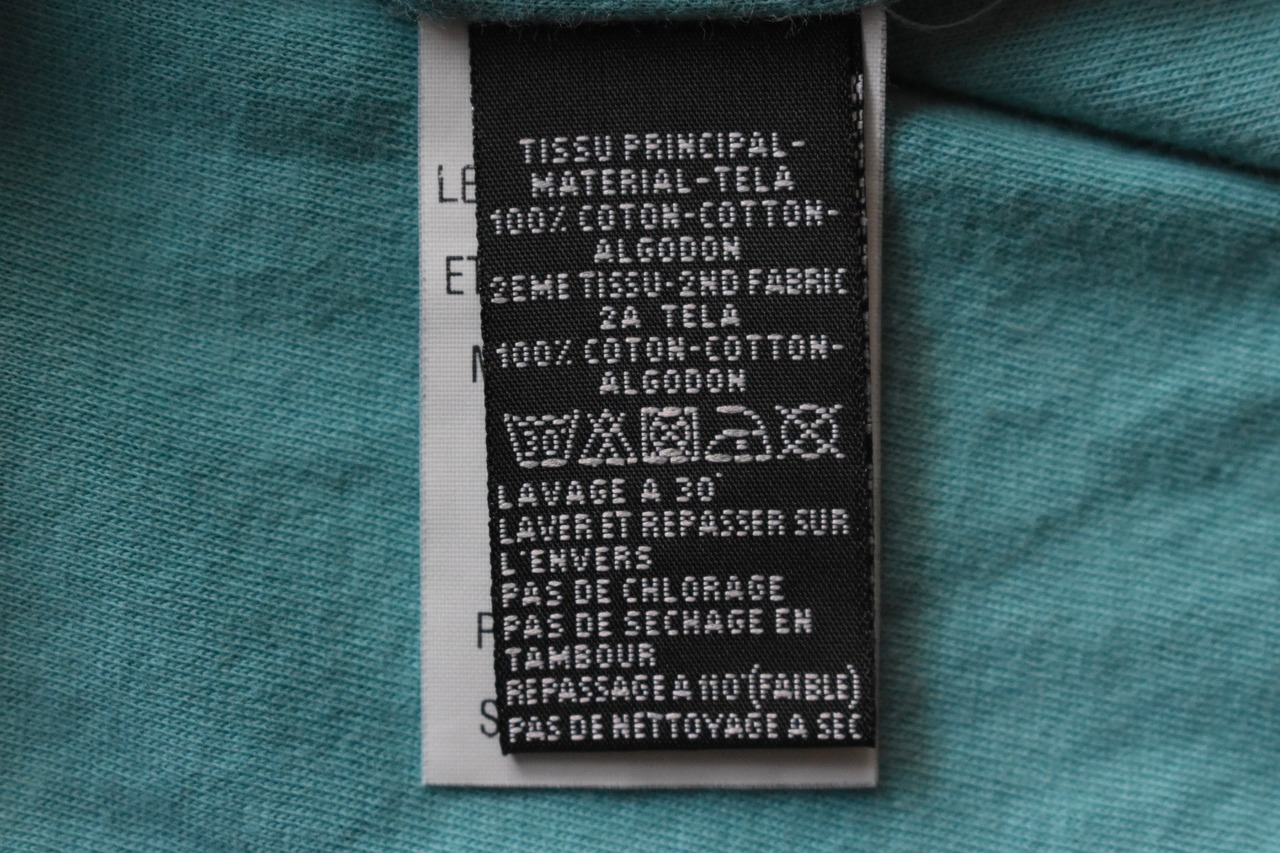 TISSU PRINCIPAL-
MATERIAL-TELA
100% COTON-COTTON-
ALGODON
2EME TISSU-2ND FABRIC
2A TELA
100% COTON-COTTON-
ALGODON
30
LAVAGE A 30°
LAVER ET REPASSER SUR
L'ENVERS
PAS DE CHLORAGE
PAS DE SECHAGE EN
TAMBOUR
REPASSAGE A 110°(FAIBLE)
PAS DE NETTOYAGE A SEC